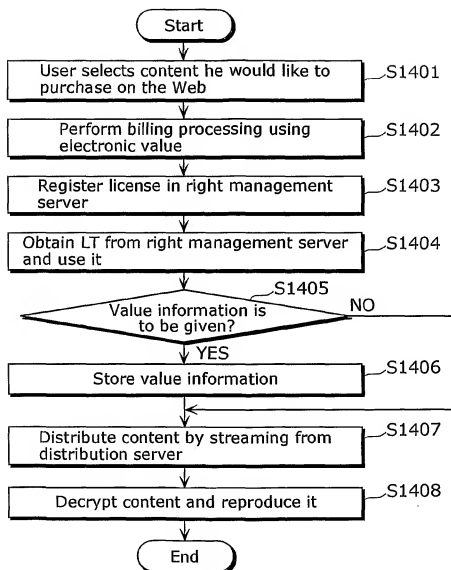 Start
User selects content he would like to
purchase on the Web
S1401
Perform billing processing using
electronic value
S1402
Register license in right management
server
S1403
Obtain LT from right management server
and use it
S1404
S1405
Value information is
to be given?
NO
YES
Store value information
S1406
Distribute content by streaming from
distribution server
S1407
Decrypt content and reproduce it
S1408
End